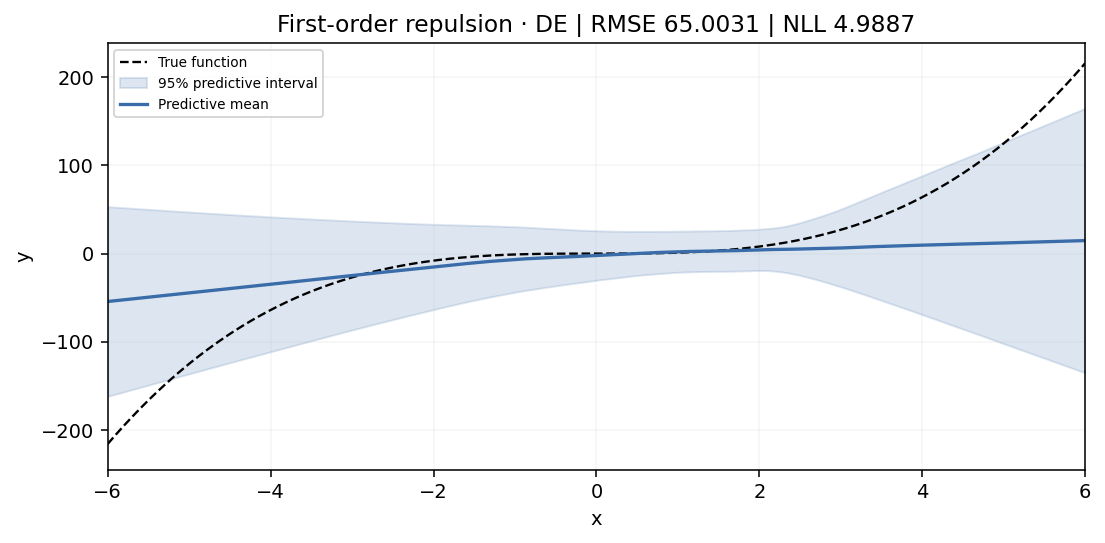 First-order repulsion · DE | RMSE 65.0031 | NLL 4.9887
True function
95% predictive interval
Predictive mean
200
100
0
−100
−200
y
−6 −4 −2 0 2 4 6
x